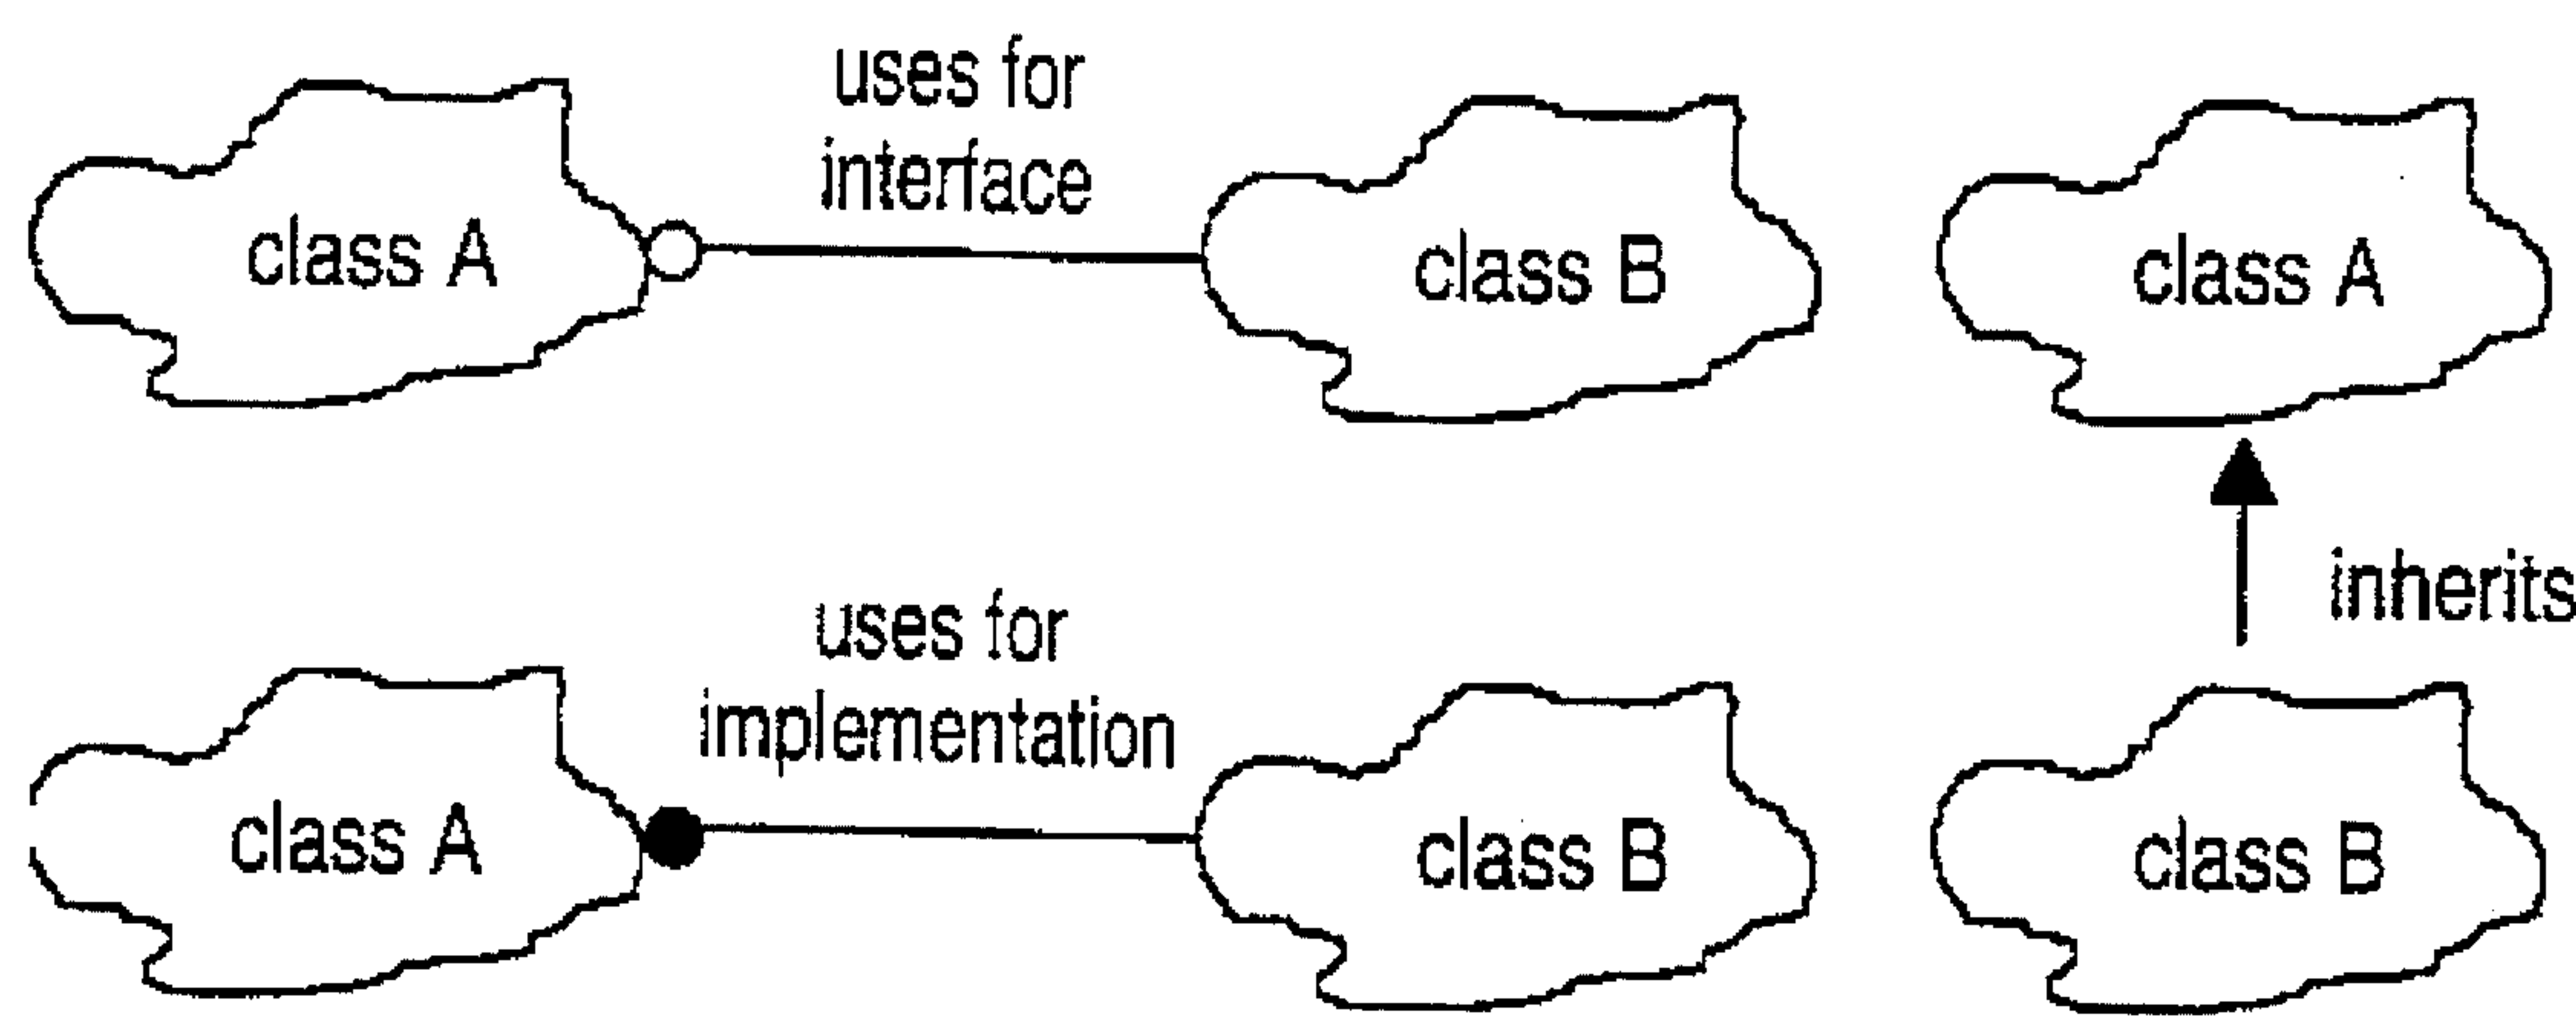 uses for
interface
class A
class B
class A
inherits
uses for
implementation
class A
class B
class B